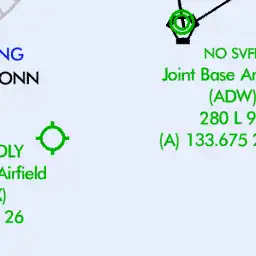 NG
ONN
NO SVF
Joint Base A
(ADW)
280 L 9
(A) 133.675 2
DLY
Airfield
)
26